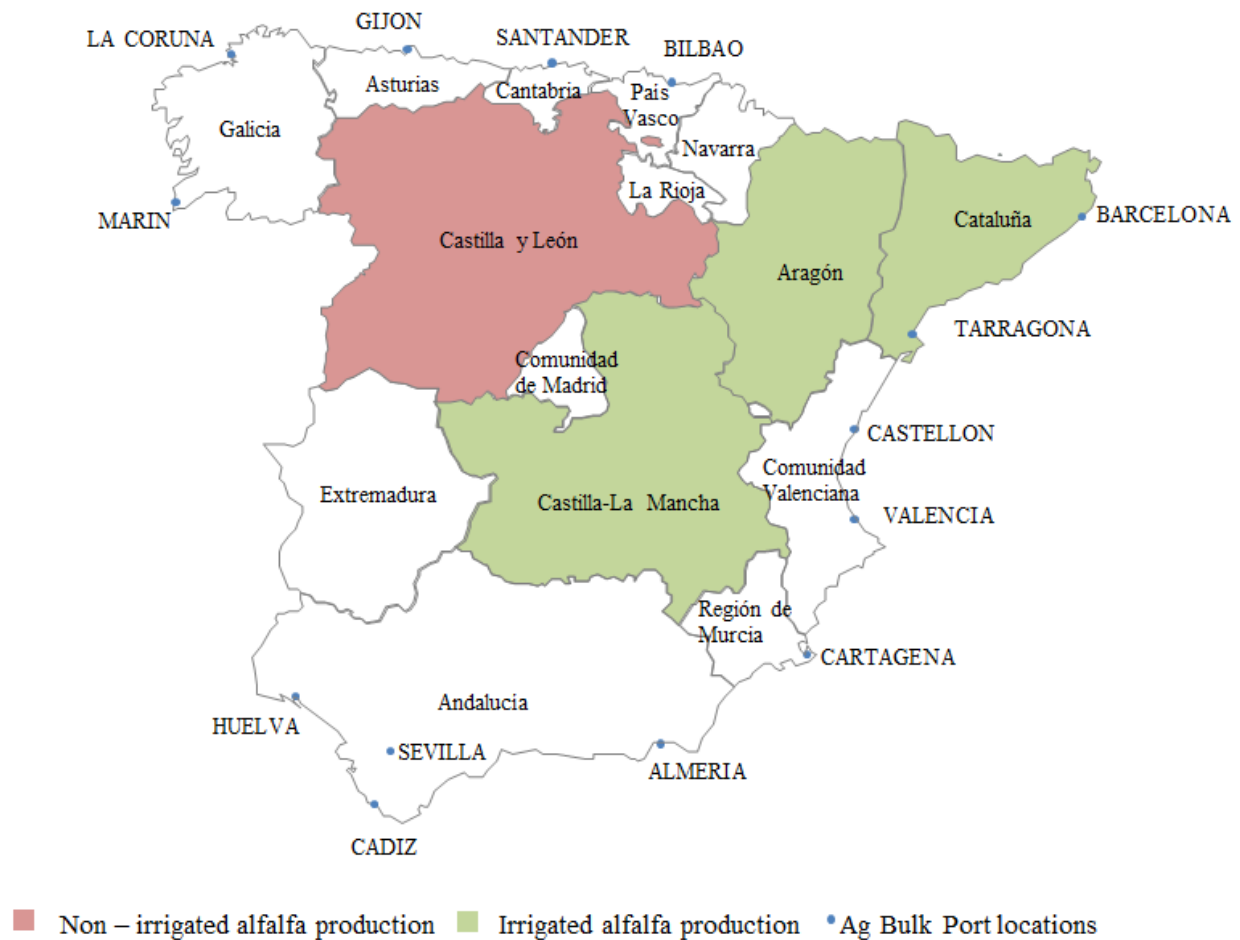 GIJON
LA CORUNA
SANTANDER
BILBAO
Asturias
Cantabria
Pais
Vasco
Galicia
Navarra
La Rioja
MARIN
Castilla y León
Cataluña
BARCELONA
Aragón
TARRAGONA
Comunidad
de Madrid
CASTELLON
Comunidad
Valenciana
Extremadura
Castilla-La Mancha
VALENCIA
Región de
Murcia
CARTAGENA
Andalucia
HUELVA
SEVILLA
ALMERIA
CADIZ
Non – irrigated alfalfa production Irrigated alfalfa production Ag Bulk Port locations